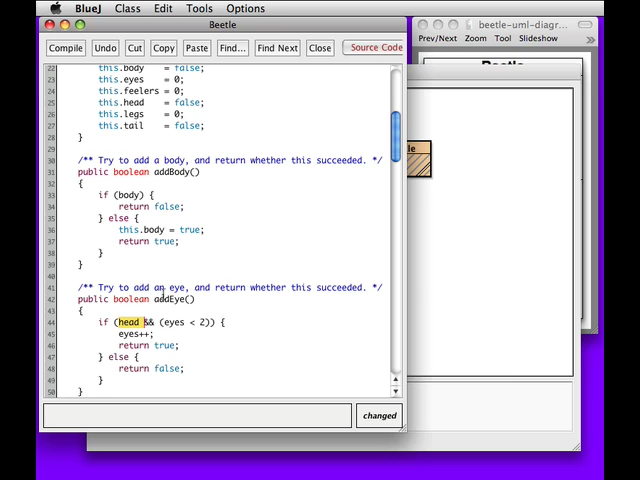 BlueJ Class Edit Tools Options
Beetle
Compile Undo Cut Copy Paste Find... Find Next Close Source Code
22 this.body = false;
23 this.eyes = 0;
24 this.feelers = 0;
25 this.head = false;
26 this.legs = 0;
27 this.tail = false;
28 }
29
30 /** Try to add a body, and return whether this succeeded. */
31 public boolean addBody()
32 {
33 if (body) {
34 return false;
35 } else {
36 this.body = true;
37 return true;
38 }
39 }
40
41 /** Try to add an eye, and return whether this succeeded. */
42 public boolean addEye()
43 {
44 if (head && (eyes < 2)) {
45 eyes++;
46 return true;
47 } else {
48 return false;
49 }
50 }
changed
beetle-uml-diagra...
Prev/Next Zoom Tool Slideshow